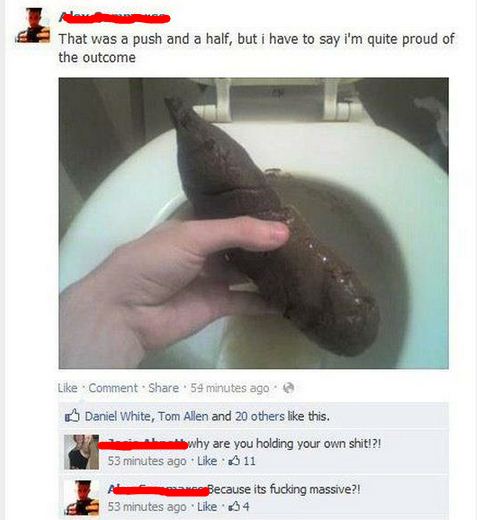 That was a push and a half, but i have to say i'm quite proud of
the outcome
Like · Comment · Share · 54 minutes ago ·
Daniel White, Tom Allen and 20 others like this.
why are you holding your own shit!?!
53 minutes ago · Like · 11
Because its fucking massive?!
53 minutes ago · Like · 4